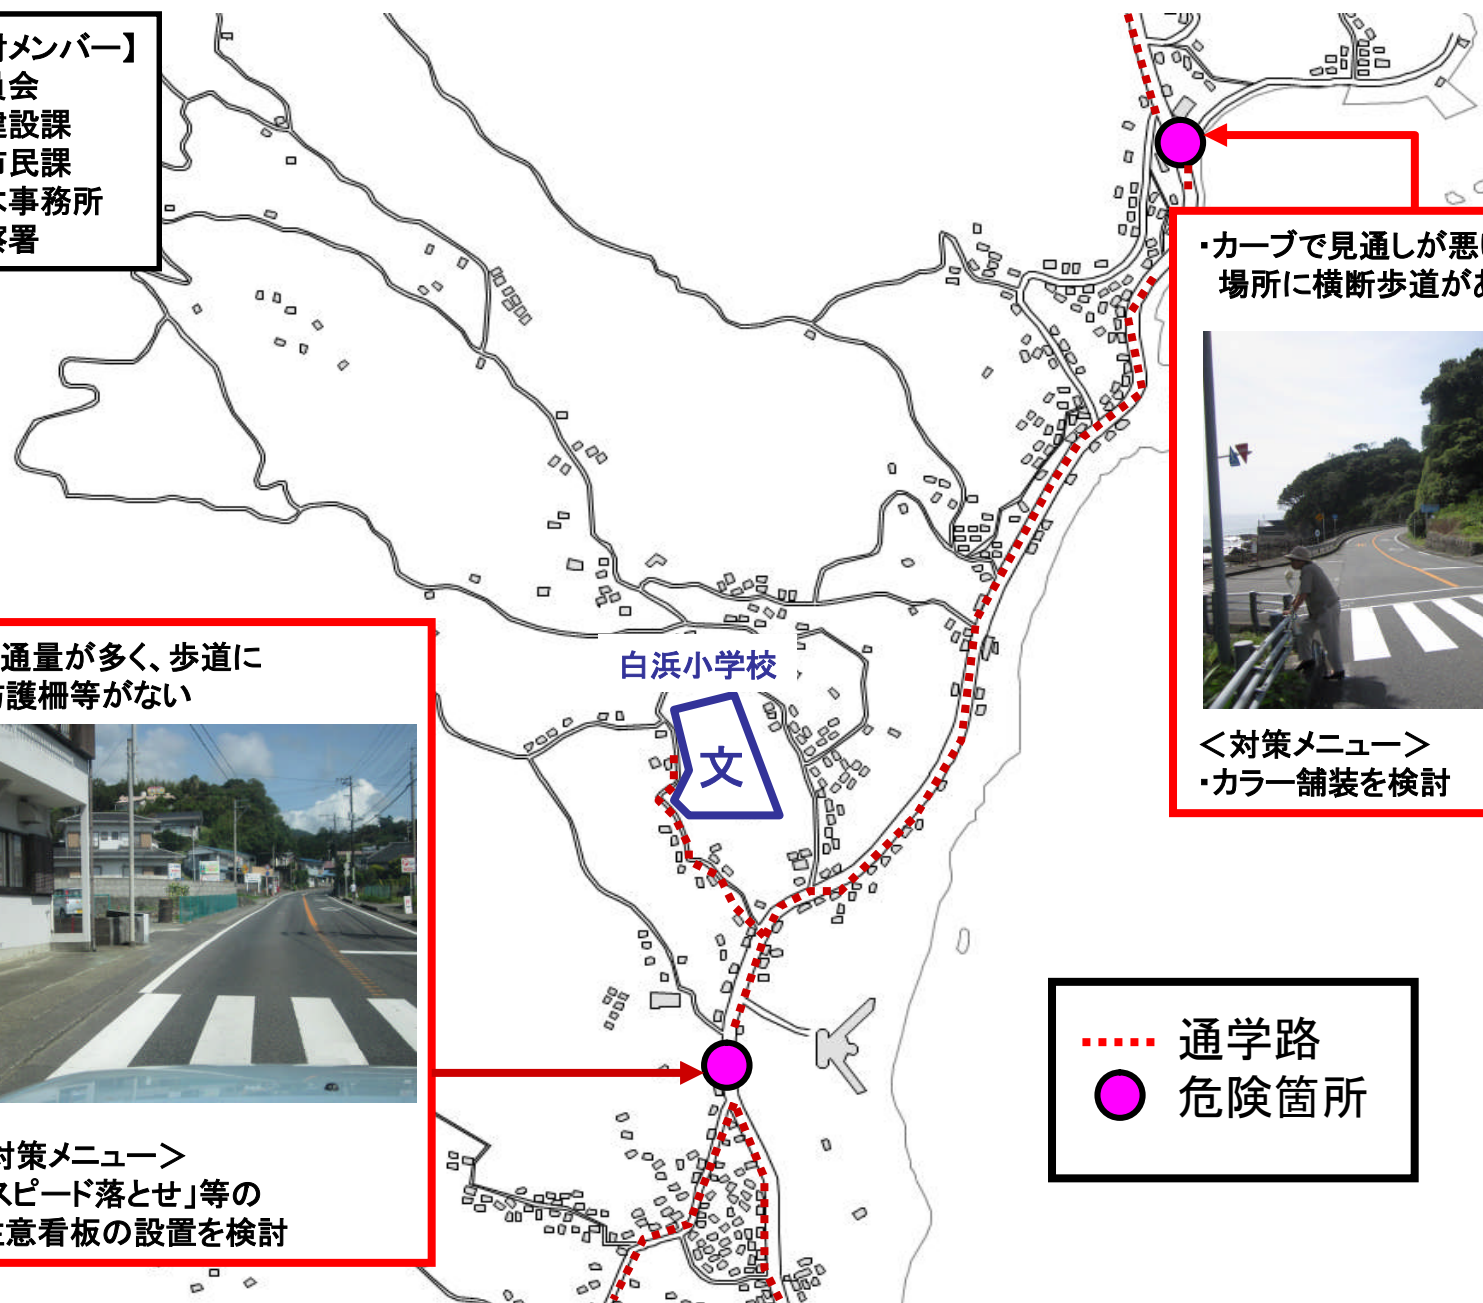 討メンバー】
員会
建設課
市民課
木事務所
察署
・カーブで見通しが悪い
場所に横断歩道があ
＜対策メニュー＞
・カラー舗装を検討
白浜小学校
文
通量が多く、歩道に
防護柵等がない
対策メニュー＞
スピード落とせ」等の
注意看板の設置を検討
通学路
危険箇所